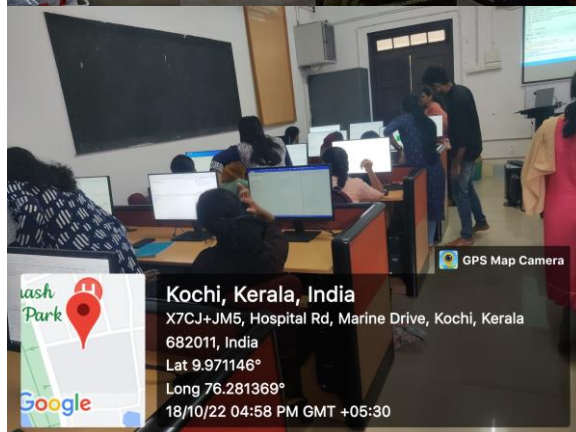 GPS Map Camera
Kochi, Kerala, India
X7CJ+JM5, Hospital Rd, Marine Drive, Kochi, Kerala
682011, India
Lat 9.971146°
Long 76.281369°
18/10/22 04:58 PM GMT +05:30
ash H
Park
Google